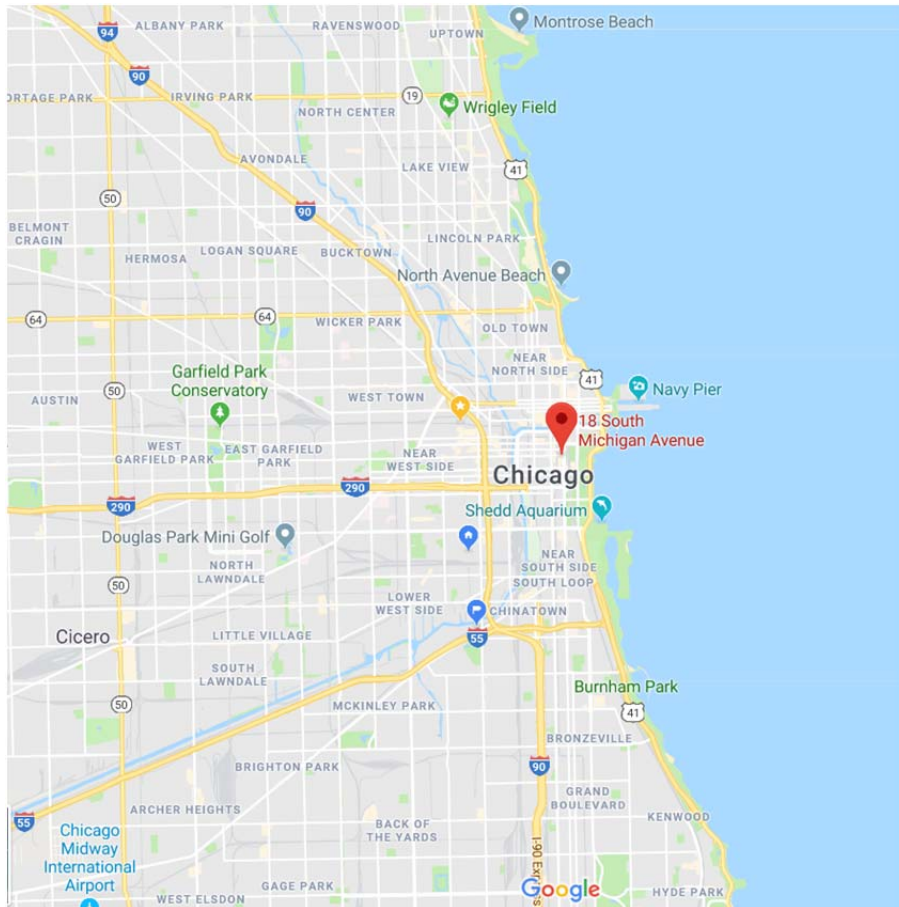 Montrose Beach
94
ALBANY PARK
RAVENSWOOD
UPTOWN
90
ORTAGE PARK
IRVING PARK
19
NORTH CENTER
Wrigley Field
AVONDALE
LAKE VIEW
41
50
90
BELMONT
CRAGIN
HERMOSA
LOGAN SQUARE
BUCKTOWN
LINCOLN PARK
North Avenue Beach
64
64
WICKER PARK
OLD TOWN
NEAR
NORTH SIDE
Garfield Park
Conservatory
50
AUSTIN
WEST TOWN
41
Navy Pier
18 South
Michigan Avenue
WEST
GARFIELD PARK
EAST GARFIELD
PARK
NEAR
WEST SIDE
Chicago
290
290
Shedd Aquarium
Douglas Park Mini Golf
NORTH
LAWNDALE
NEAR
SOUTH SIDE
SOUTH LOOP
50
LOWER
WEST SIDE
CHINATOWN
Cicero
LITTLE VILLAGE
55
SOUTH
LAWNDALE
50
MCKINLEY PARK
Burnham Park
41
BRONZEVILLE
BRIGHTON PARK
90
55
ARCHER HEIGHTS
GRAND
BOULEVARD
KENWOOD
BACK OF
THE YARDS
Chicago
Midway
International
Airport
I-90 Ex
GAGE PARK
Google
HYDE PARK
WEST ELSDON